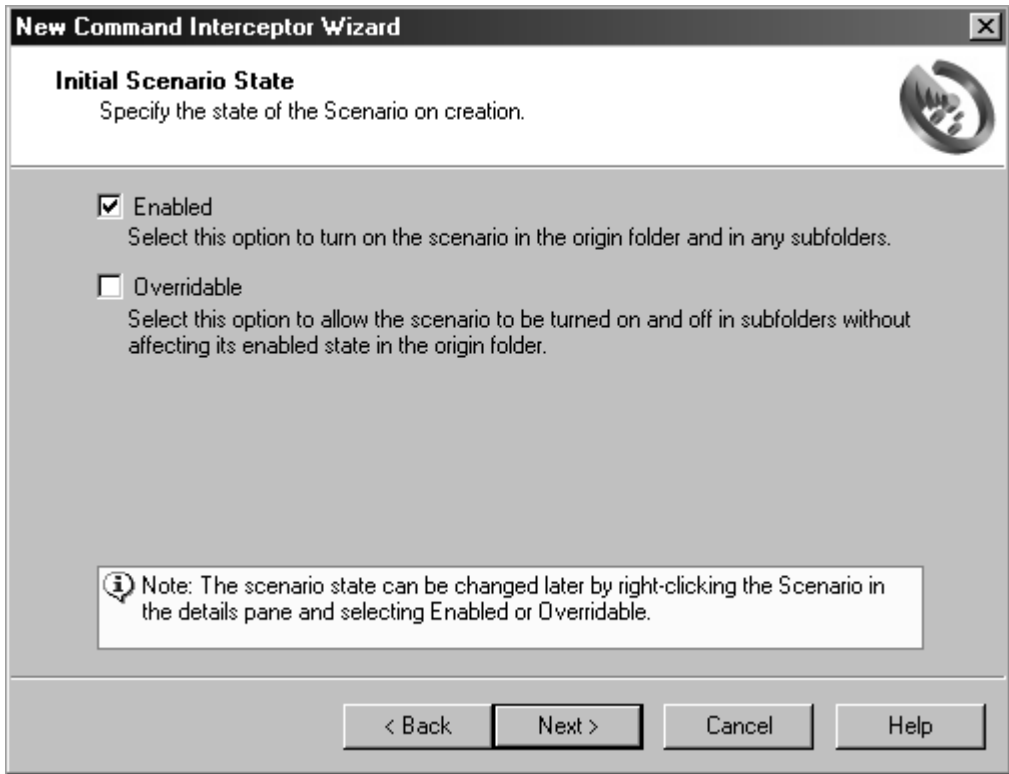 New Command Interceptor Wizard
Initial Scenario State
Specify the state of the Scenario on creation.
Enabled
Select this option to turn on the scenario in the origin folder and in any subfolders.
Overridable
Select this option to allow the scenario to be turned on and off in subfolders without
affecting its enabled state in the origin folder.
Note: The scenario state can be changed later by right-clicking the Scenario in
the details pane and selecting Enabled or Overridable.
< Back Next > Cancel Help